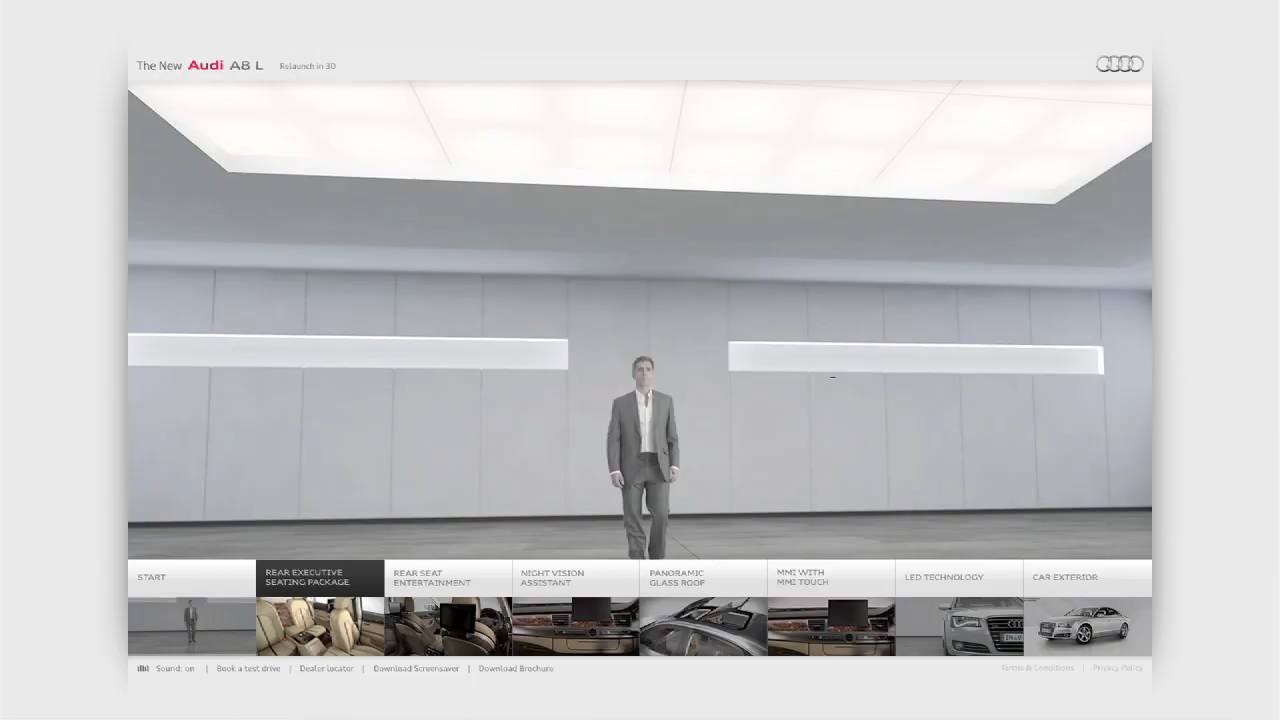 The New Audi A8 L Relaunch in 3D
START
REAR EXECUTIVE
SEATING PACKAGE
REAR SEAT
ENTERTAINMENT
NIGHT VISION
ASSISTANT
PANORAMIC
GLASS ROOF
MMI WITH
MMI TOUCH
LED TECHNOLOGY
CAR EXTERIOR
Sound: on | Book a test drive | Dealer locator | Download Screensaver | Download Brochure
Terms & Conditions | Privacy Policy